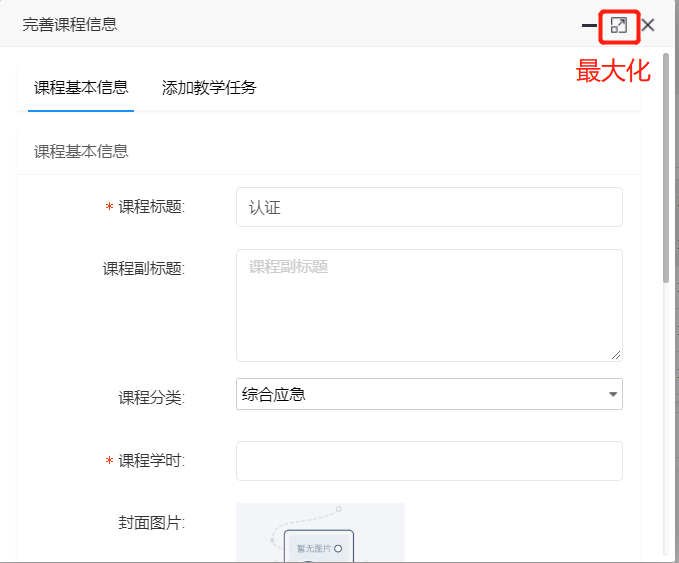 完善课程信息
最大化
课程基本信息 添加教学任务
课程基本信息
* 课程标题: 认证
课程副标题: 课程副标题
课程分类: 综合应急
* 课程学时:
封面图片:
暂无图片